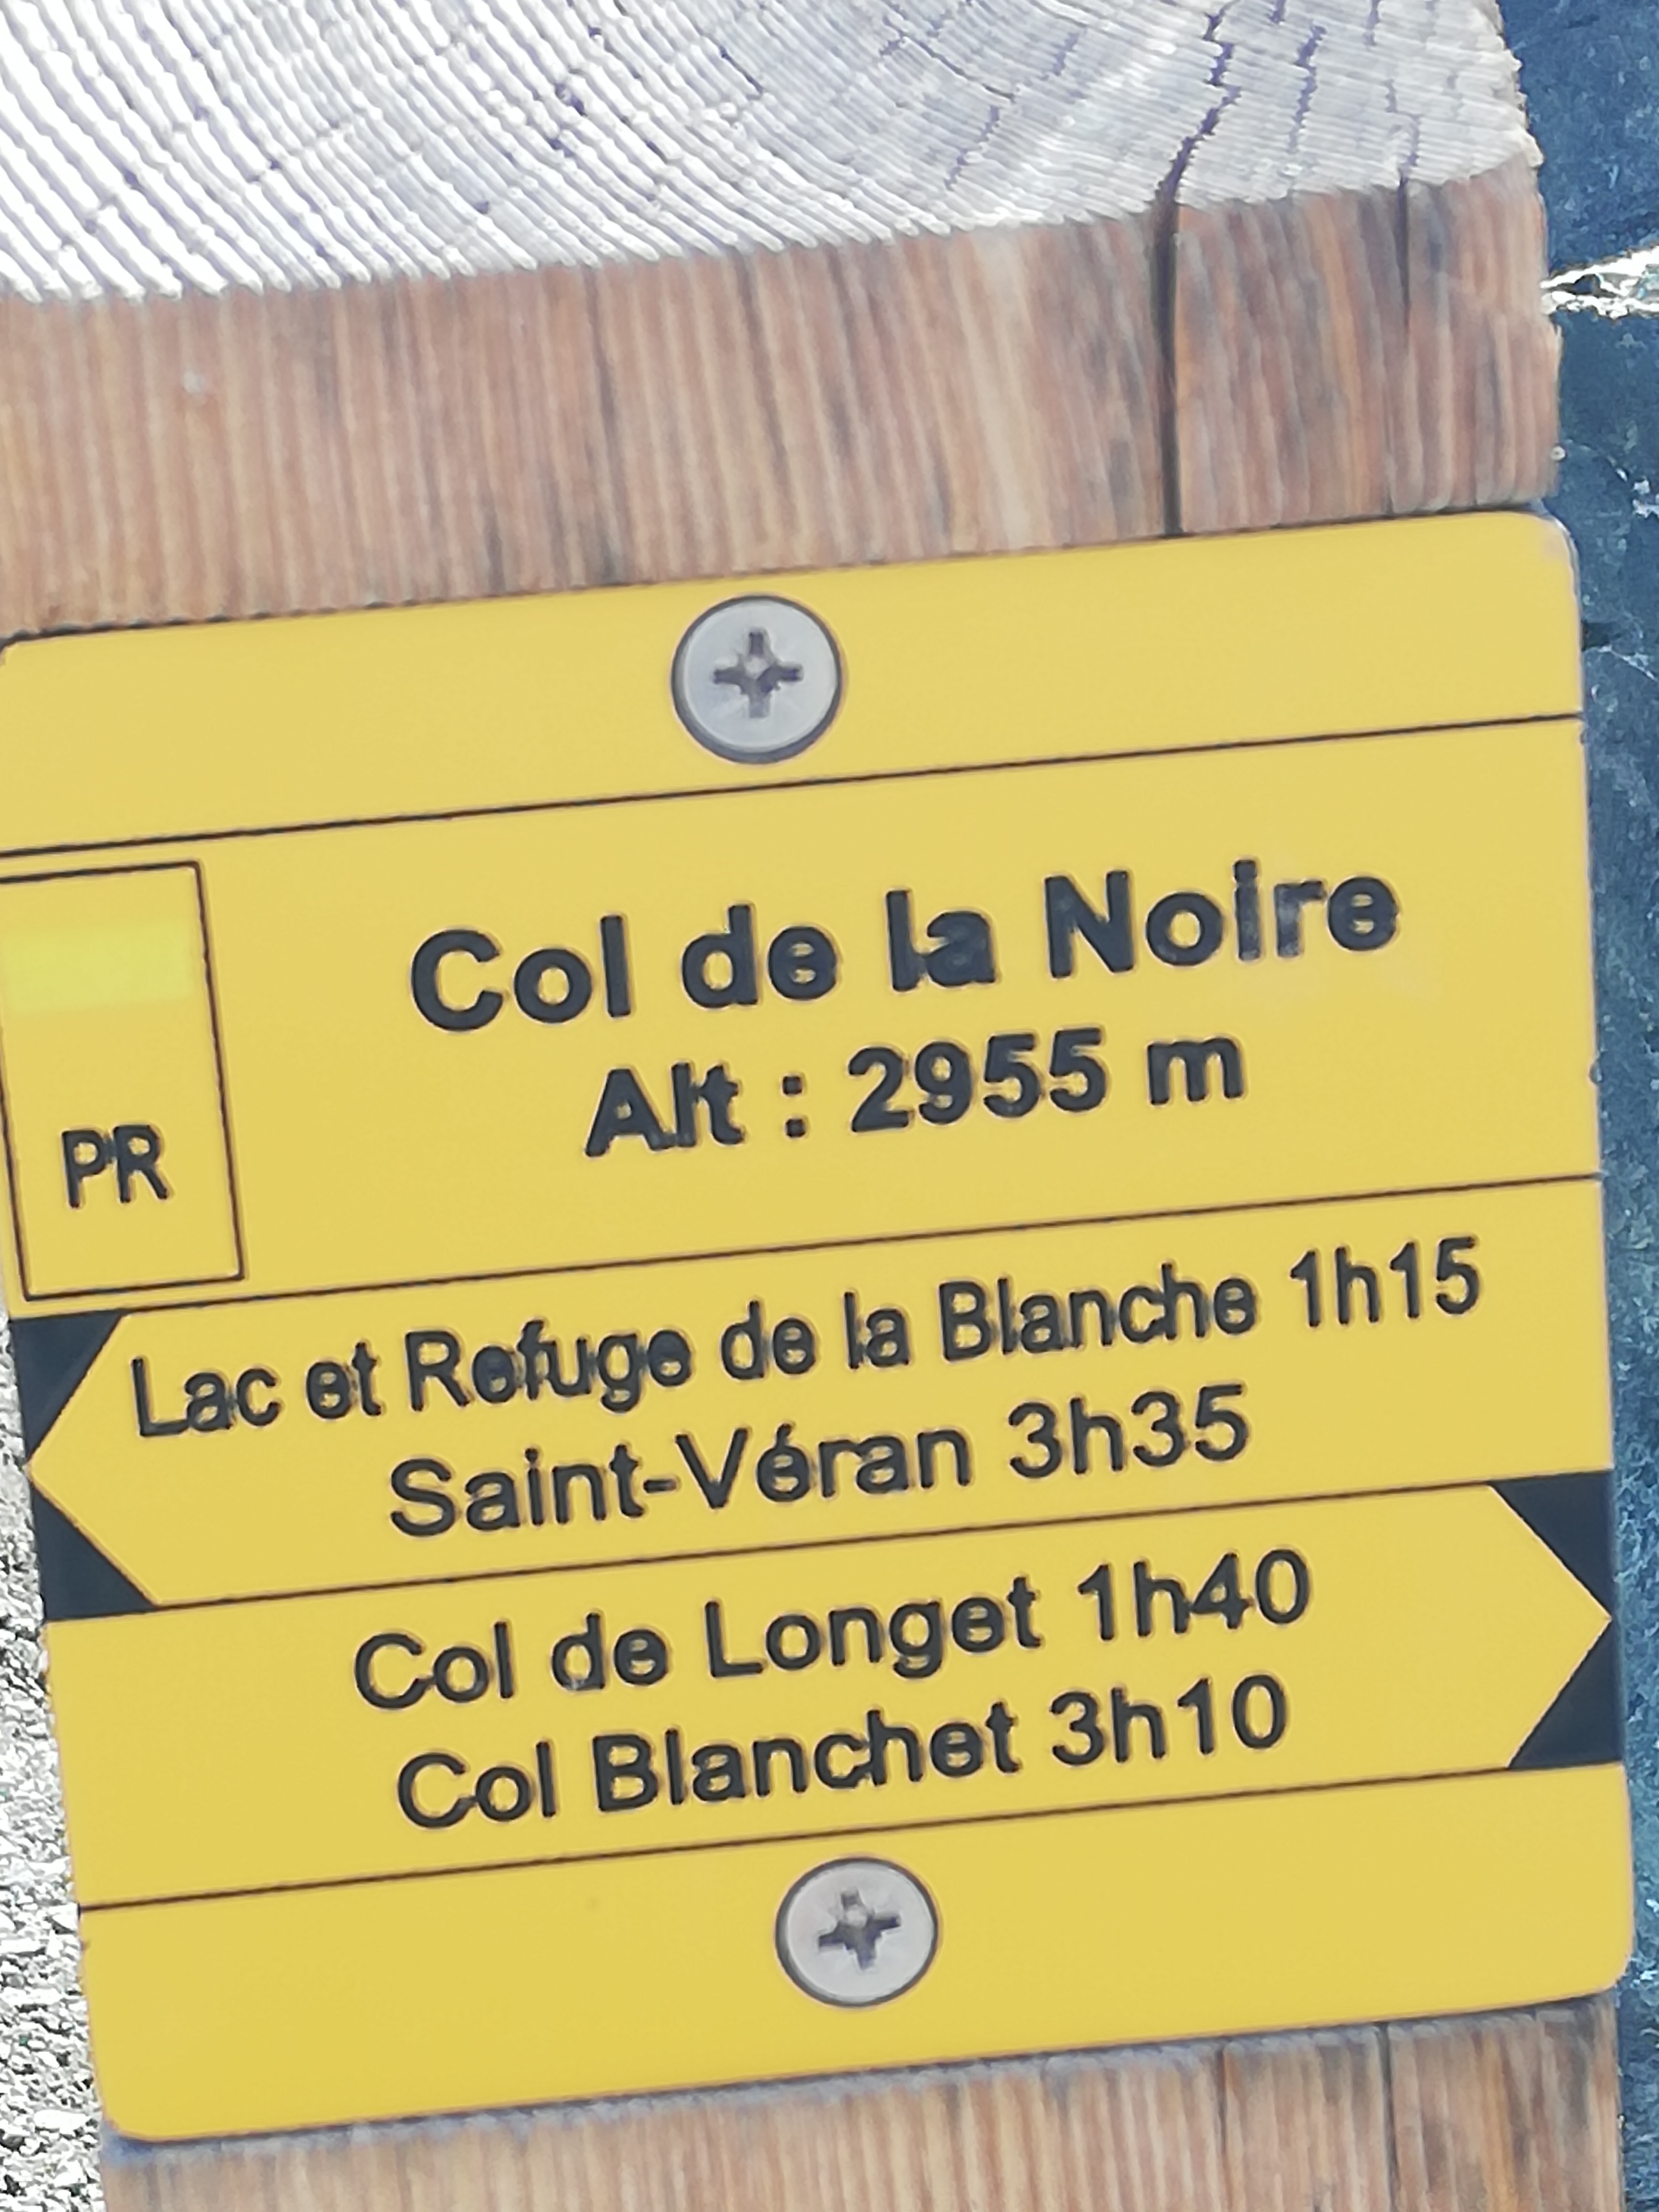 Col de la Noire
Alt : 2955 m
PR
Lac et Refuge de la Blanche 1h15
Saint-Véran 3h35
Col de Longet 1h40
Col Blanchet 3h10